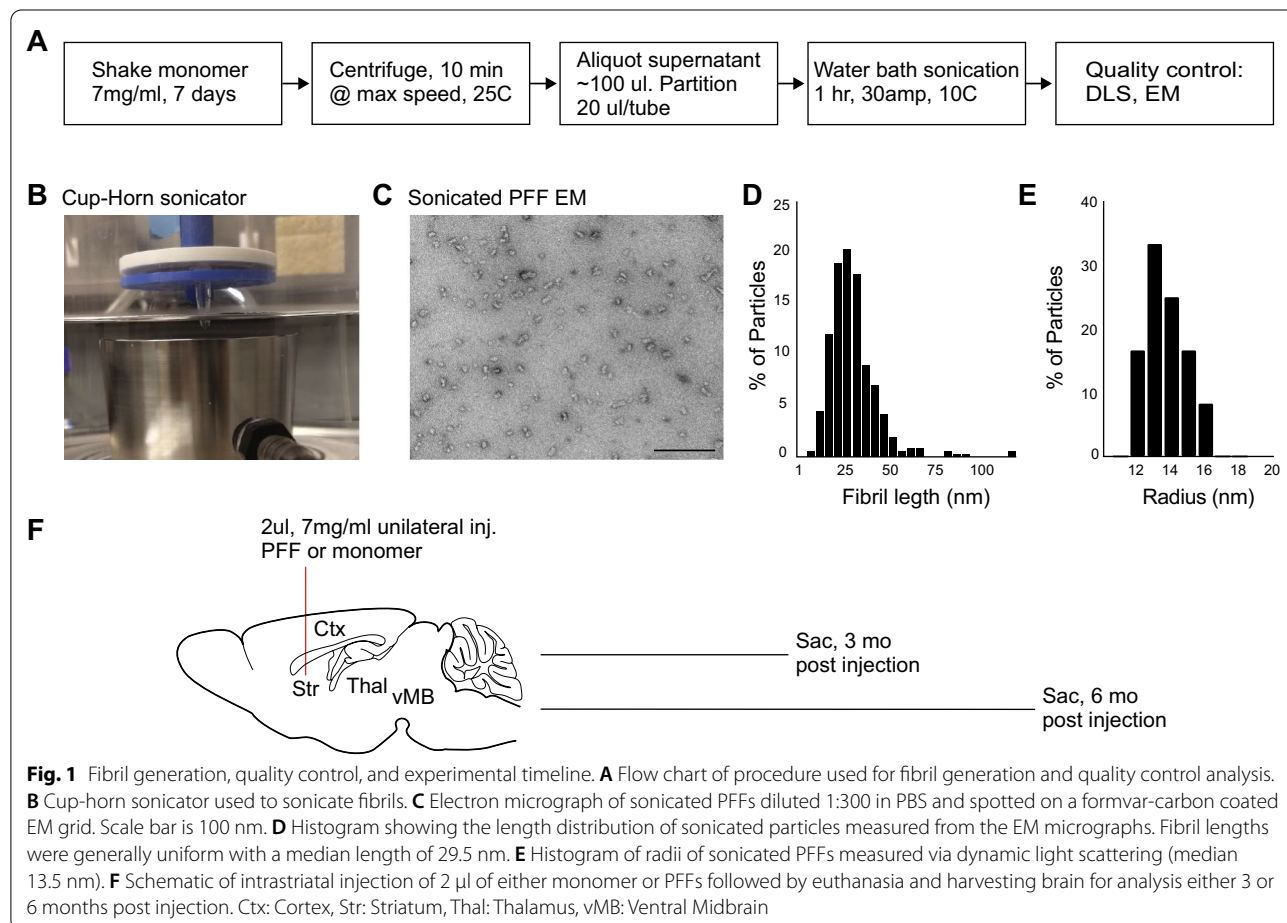 A
Shake monomer
7mg/ml, 7 days
Centrifuge, 10 min
@ max speed, 25C
Aliquot supernatant
~100 ul. Partition
20 ul/tube
Water bath sonication
1 hr, 30amp, 10C
Quality control:
DLS, EM
B Cup-Horn sonicator
C Sonicated PFF EM
D
25
20
15
10
5
0
% of Particles
1 25 50 75 100
Fibril legth (nm)
E
40
30
20
10
0
% of Particles
12 14 16 18 20
Radius (nm)
F
2ul, 7mg/ml unilateral inj.
PFF or monomer
Ctx
Str
Thal
vMB
Sac, 3 mo
post injection
Sac, 6 mo
post injection
Fig. 1 Fibril generation, quality control, and experimental timeline. A Flow chart of procedure used for fibril generation and quality control analysis.
B Cup-horn sonicator used to sonicate fibrils. C Electron micrograph of sonicated PFFs diluted 1:300 in PBS and spotted on a formvar-carbon coated
EM grid. Scale bar is 100 nm. D Histogram showing the length distribution of sonicated particles measured from the EM micrographs. Fibril lengths
were generally uniform with a median length of 29.5 nm. E Histogram of radii of sonicated PFFs measured via dynamic light scattering (median
13.5 nm). F Schematic of intrastriatal injection of 2 µl of either monomer or PFFs followed by euthanasia and harvesting brain for analysis either 3 or
6 months post injection. Ctx: Cortex, Str: Striatum, Thal: Thalamus, vMB: Ventral Midbrain